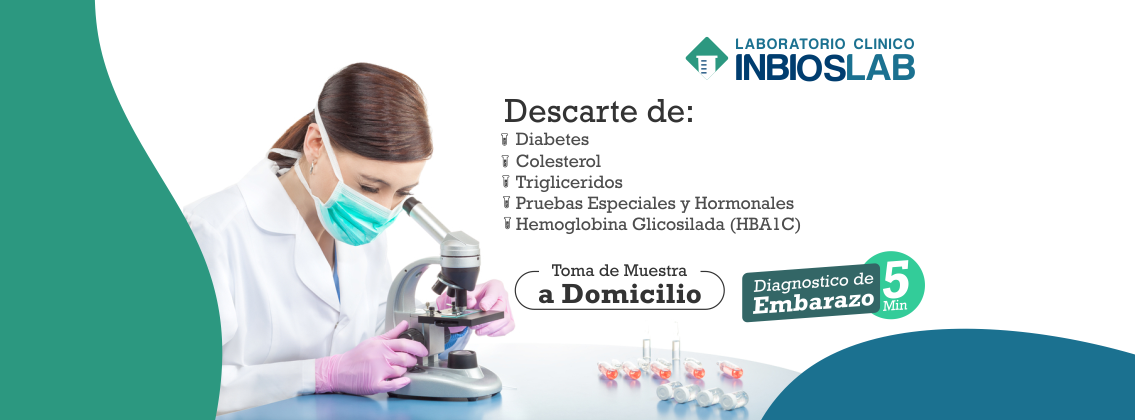 LABORATORIO CLINICO
INBIOSLAB
Descarte de:
Diabetes
Colesterol
Trigliceridos
Pruebas Especiales y Hormonales
Hemoglobina Glicosilada (HBA1C)
Toma de Muestra
a Domicilio
Diagnostico de
Embarazo
5
Min